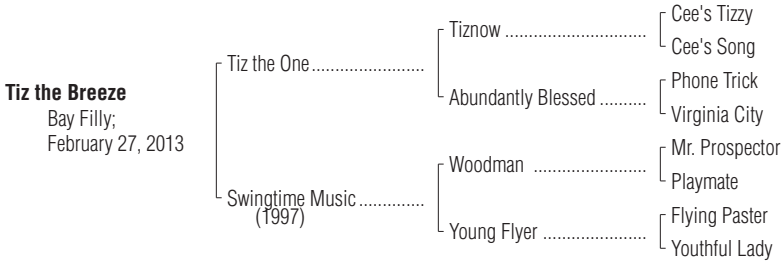 Cee's Tizzy
Tiznow ..............................
Cee's Song
Tiz the One........................
Phone Trick
Abundantly Blessed ..........
Virginia City
Tiz the Breeze
Bay Filly;
February 27, 2013
Mr. Prospector
Woodman ........................
Playmate
Swingtime Music ..............
(1997)
Flying Paster
Young Flyer ......................
Youthful Lady